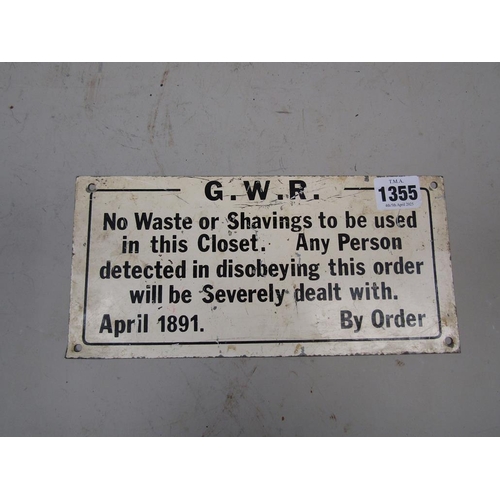 G.W.R.
T.M.A.
1355
No Waste or Shavings to be used
in this Closet. Any Person
detected in disobeying this order
will be Severely dealt with.
April 1891. By Order